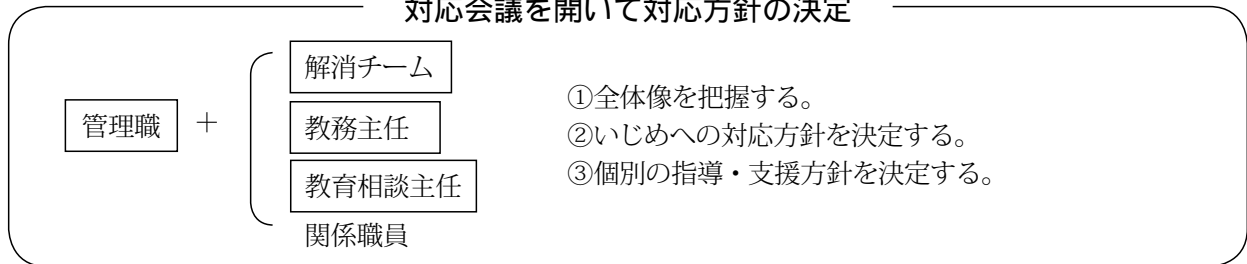 対応会議を開いて対応方針の決定
解消チーム
管理職 ＋ 教務主任
教育相談主任
関係職員
①全体像を把握する。
②いじめへの対応方針を決定する。
③個別の指導・支援方針を決定する。